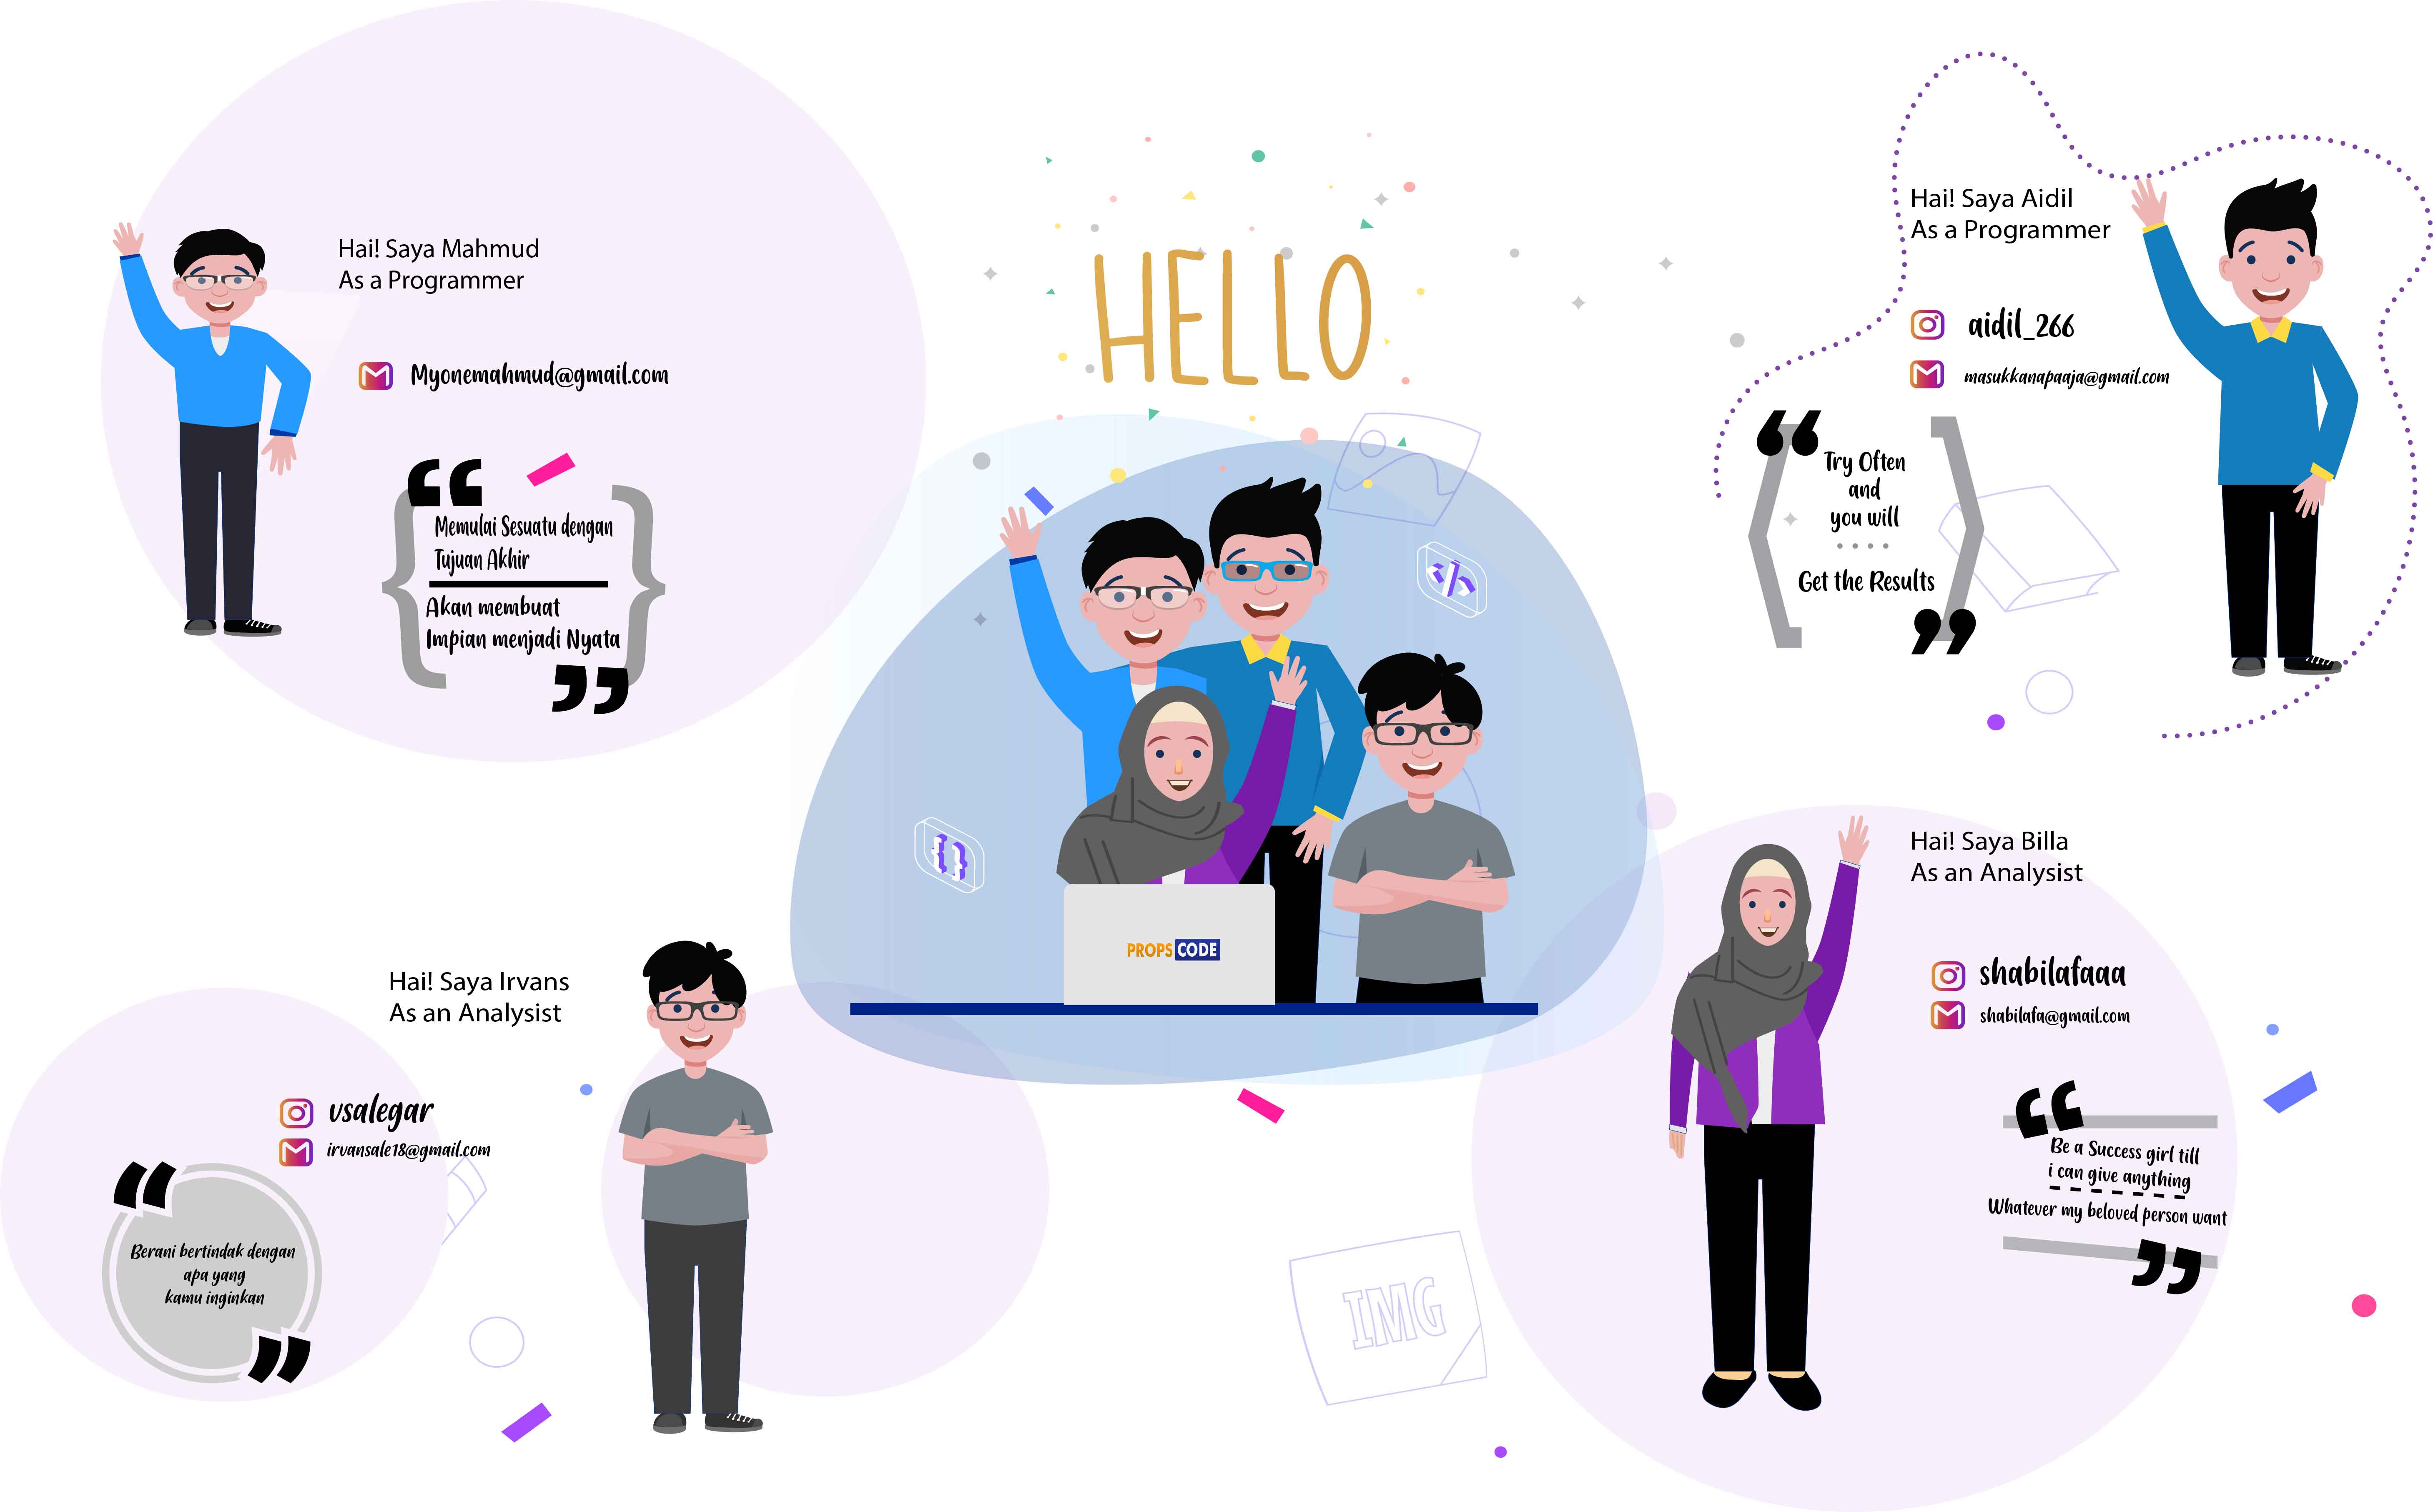 HELLO
Hai! Saya Mahmud
As a Programmer
Myonemahmud@gmail.com
“
Memulai Sesuatu dengan
Tujuan Akhir
Akan membuat
Impian menjadi Nyata
”
Hai! Saya Aidil
As a Programmer
aidil_266
masukkanapaaja@gmail.com
“
Try Often
and
you will
....
Get the Results
”
PROPS CODE
Hai! Saya Irvans
As an Analysist
vsalegar
irvansale18@gmail.com
“
Berani bertindak dengan
apa yang
kamu inginkan
”
Hai! Saya Billa
As an Analysist
shabilafaaa
shabilafa@gmail.com
“
Be a Success girl till
i can give anything
Whatever my beloved person want
”
IMG